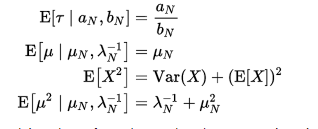 E[τ | a_N, b_N] = a_N / b_N
E[μ | μ_N, λ_N^{-1}] = μ_N
E[X^2] = Var(X) + (E[X])^2
E[μ^2 | μ_N, λ_N^{-1}] = λ_N^{-1} + μ_N^2